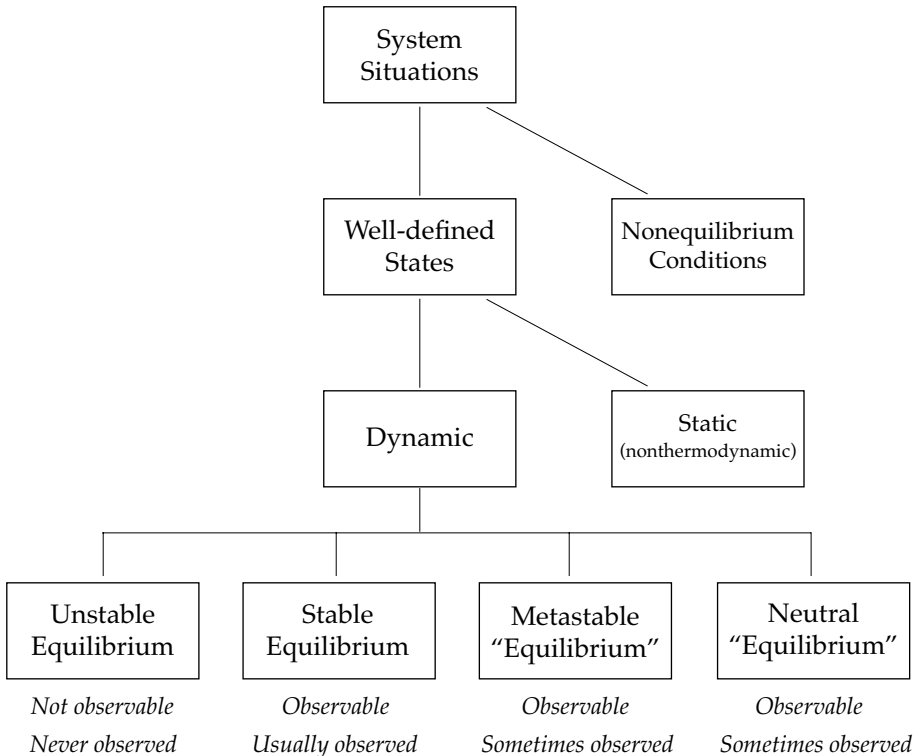 System
Situations
Well-defined
States
Nonequilibrium
Conditions
Dynamic
Static
(nonthermodynamic)
Unstable
Equilibrium
Stable
Equilibrium
Metastable
“Equilibrium”
Neutral
“Equilibrium”
Not observable
Observable
Observable
Observable
Never observed
Usually observed
Sometimes observed
Sometimes observed